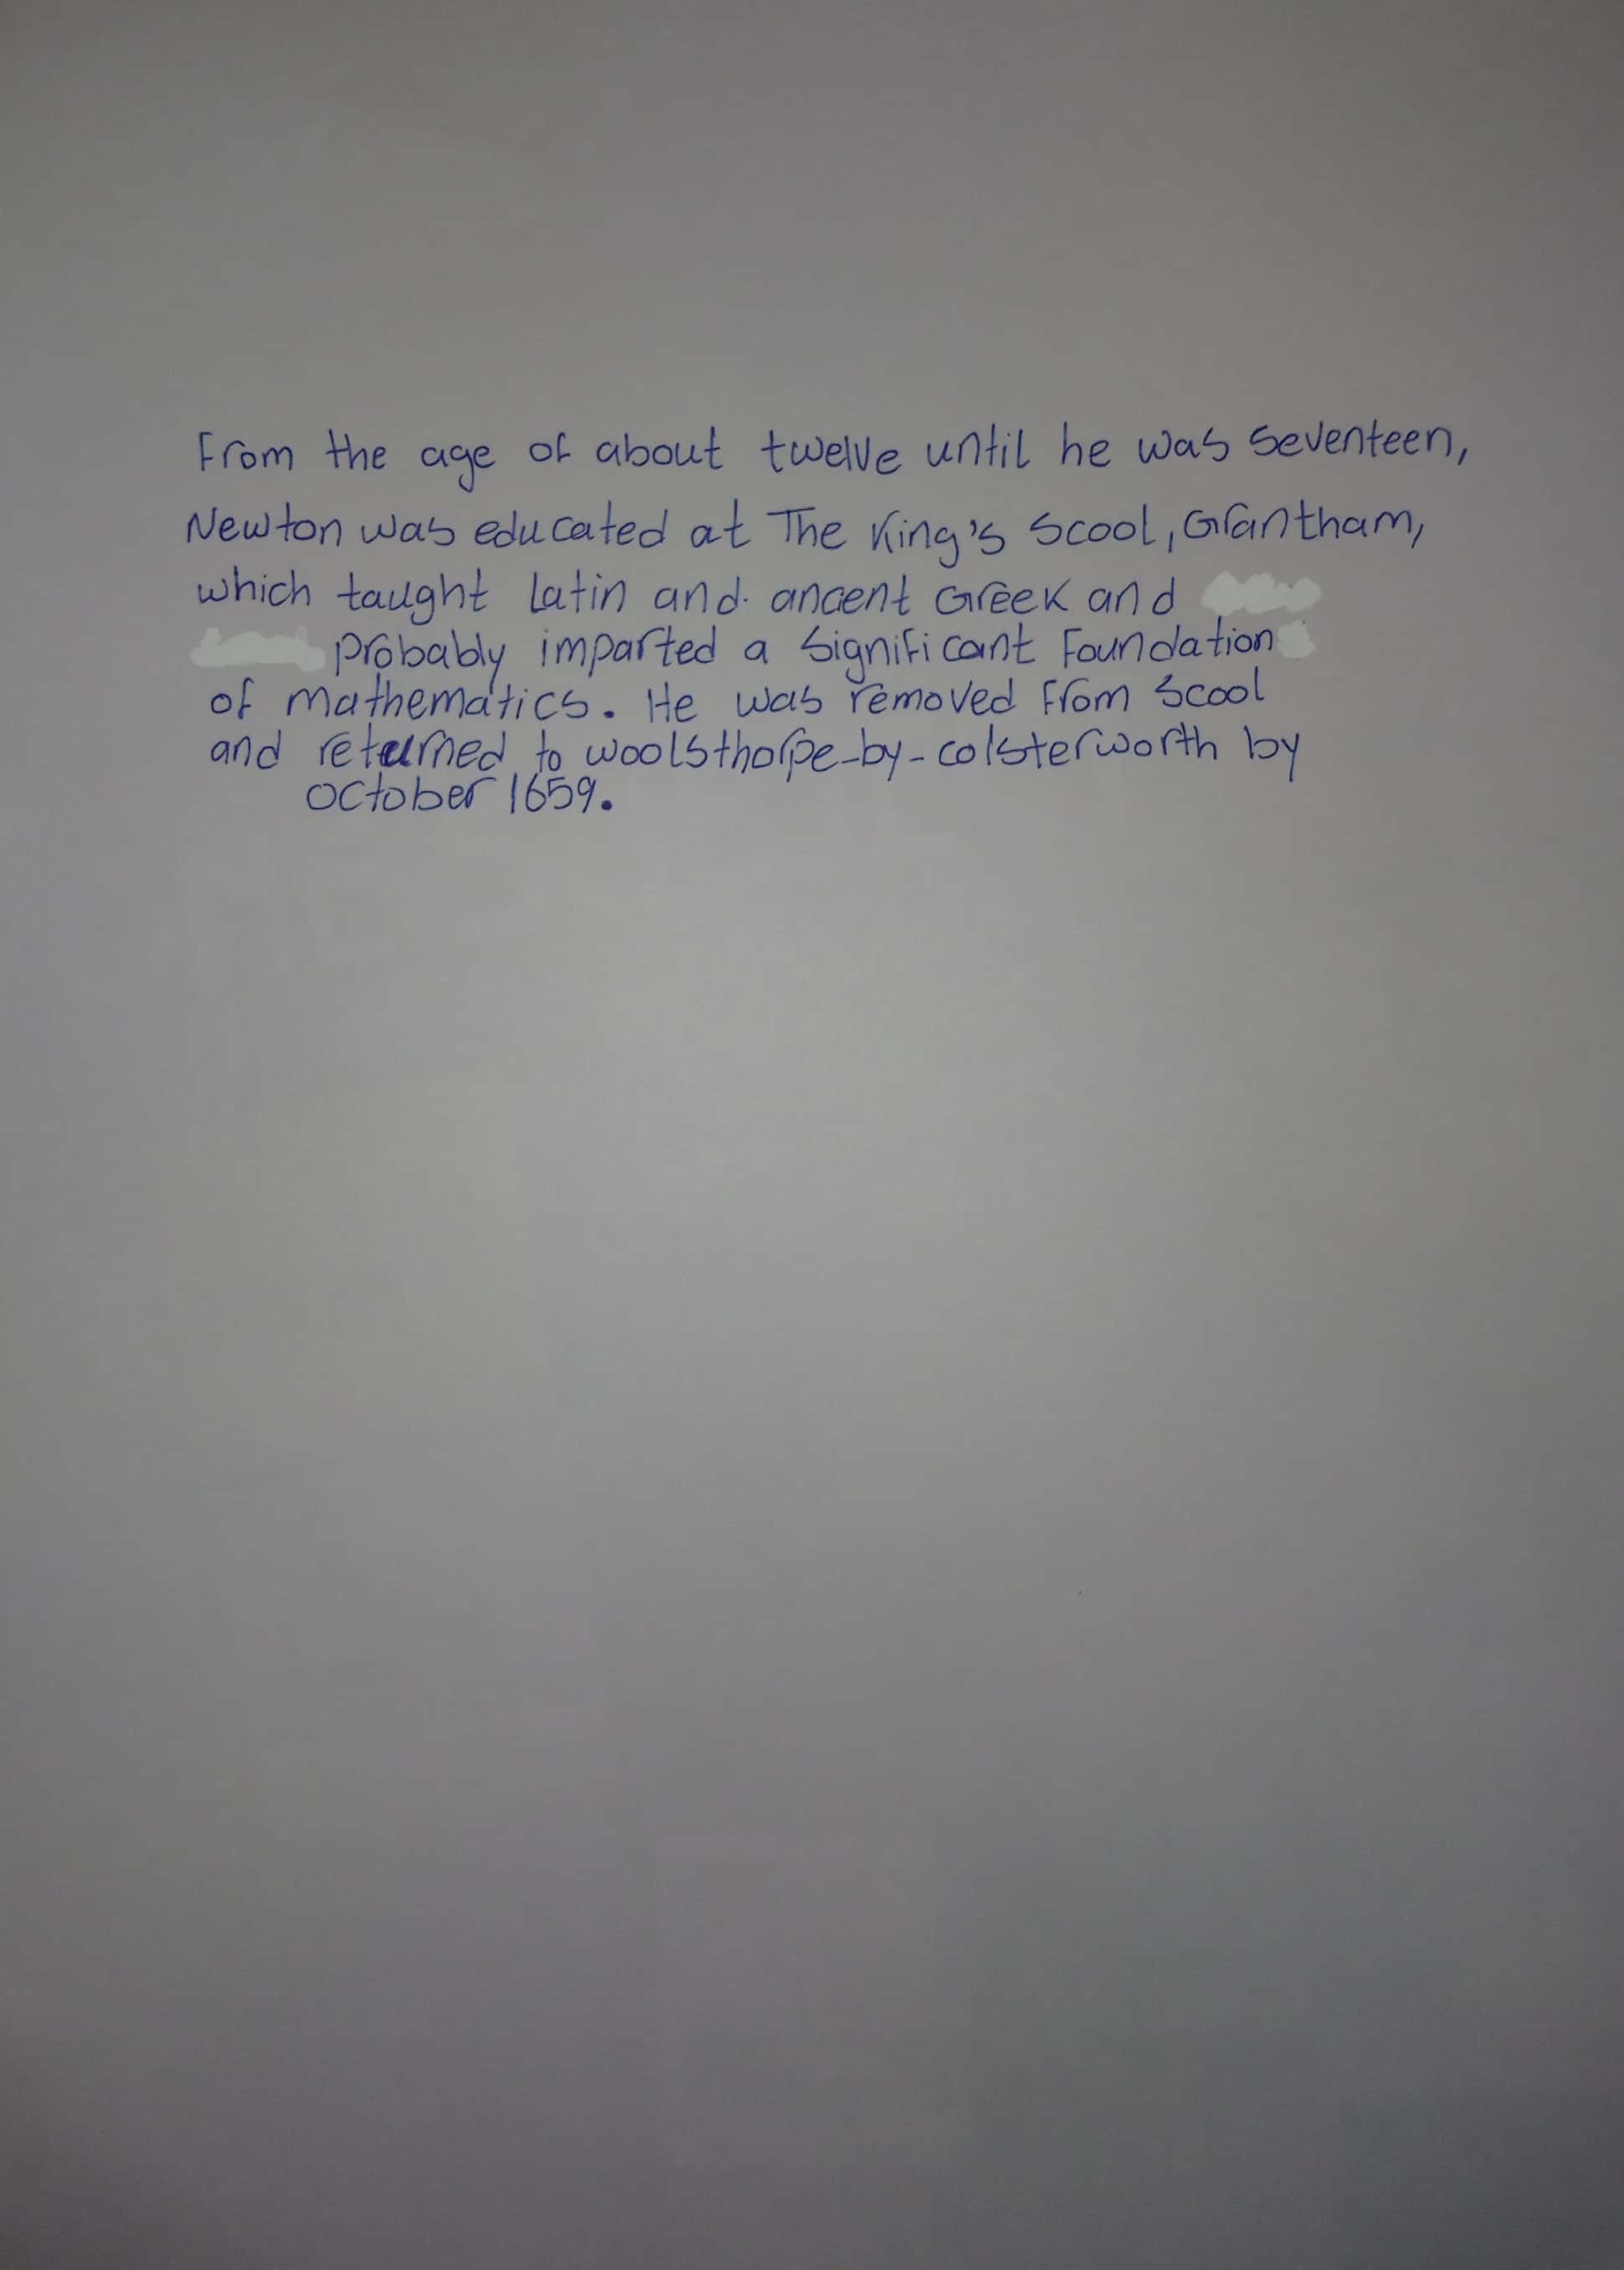 From the age of about twelve until he was seventeen,
Newton was educated at The King's Scool, Grantham,
which taught Latin and ancent Greek and
probably imparted a significant foundation
of mathematics. He was removed from scool
and returned to woolsthorpe-by-colsterworth by
october 1659.